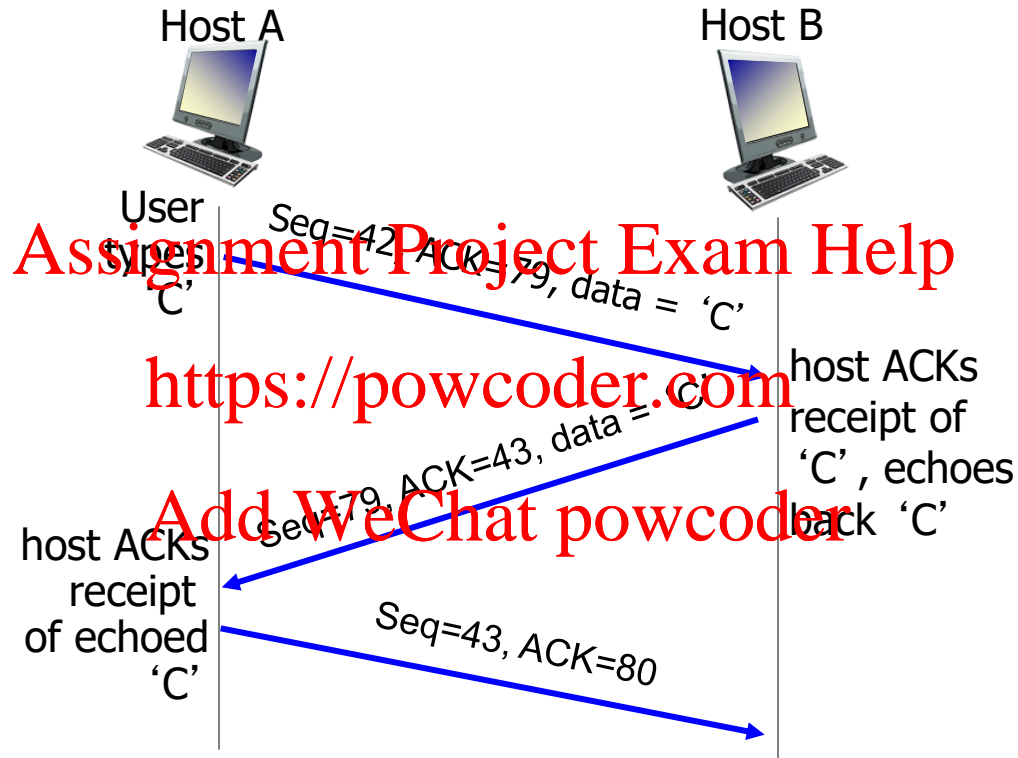 Host A
Host B
User
types
‘C’
Seq=42, ACK=79, data = ‘C’
Assignment Project Exam Help
host ACKs
receipt of
‘C’, echoes
back ‘C’
https://powcoder.com
Seq=79, ACK=43, data = ‘C’
Add WeChat powcoder
host ACKs
receipt
of echoed
‘C’
Seq=43, ACK=80